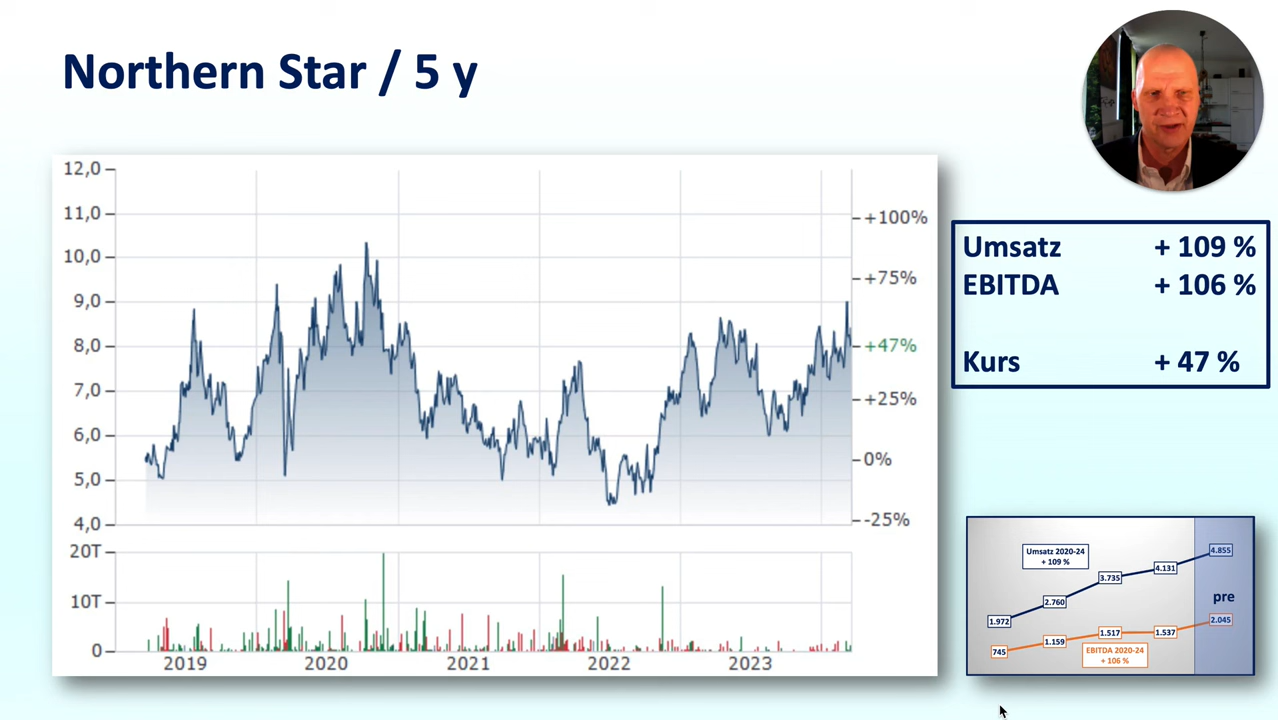 Northern Star / 5 y
12,0
11,0
10,0
9,0
8,0
7,0
6,0
5,0
4,0
+100%
+75%
+47%
+25%
0%
-25%
20T
10T
0
2019 2020 2021 2022 2023
Umsatz + 109 %
EBITDA + 106 %
Kurs + 47 %
Umsatz 2020-24
+ 109 %
1.972
2.760
3.735
4.131
4.855
pre
745
1.159
1.517
1.537
2.045
EBITDA 2020-24
+ 106 %